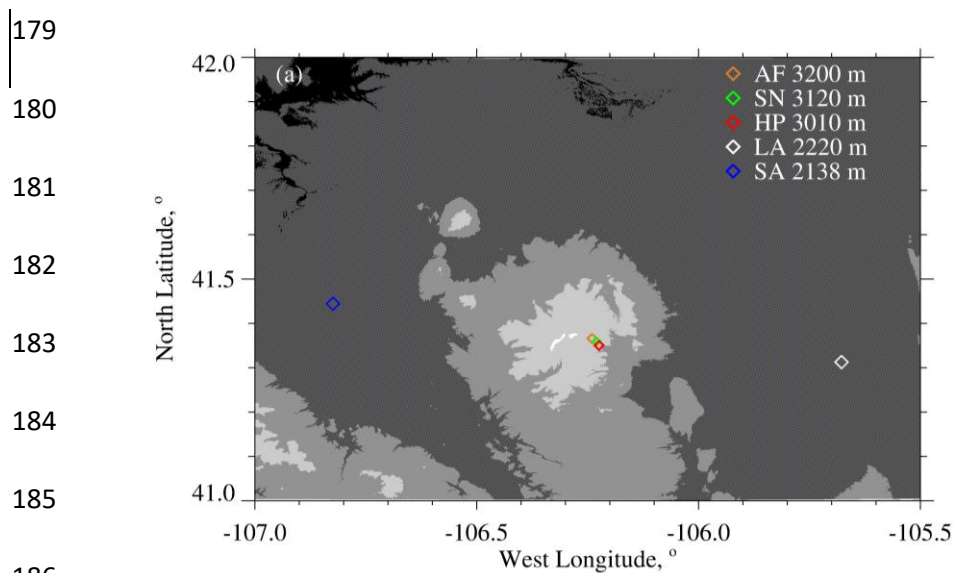 179
42.0
(a)
AF 3200 m
180
SN 3120 m
HP 3010 m
LA 2220 m
181
SA 2138 m
182
41.5
North Latitude, °
183
184
185
41.0
-107.0 -106.5 -106.0 -105.5
West Longitude, °
186